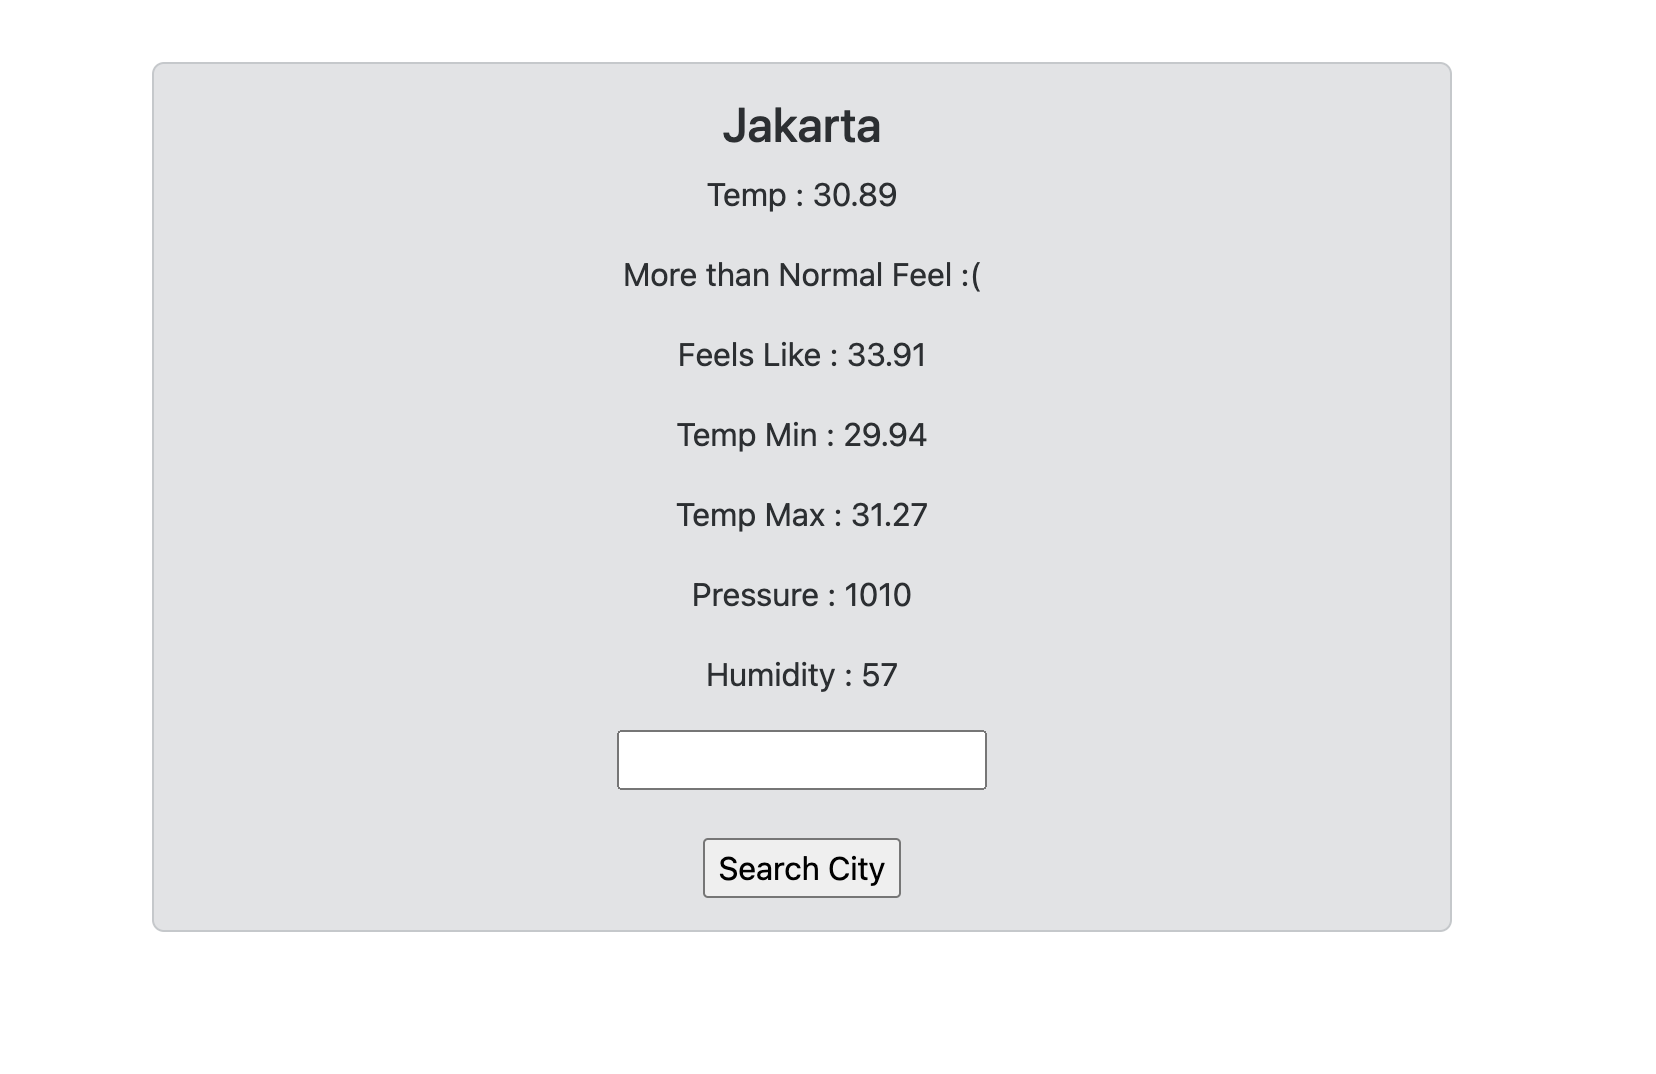 Jakarta
Temp : 30.89
More than Normal Feel :(
Feels Like : 33.91
Temp Min : 29.94
Temp Max : 31.27
Pressure : 1010
Humidity : 57
Search City